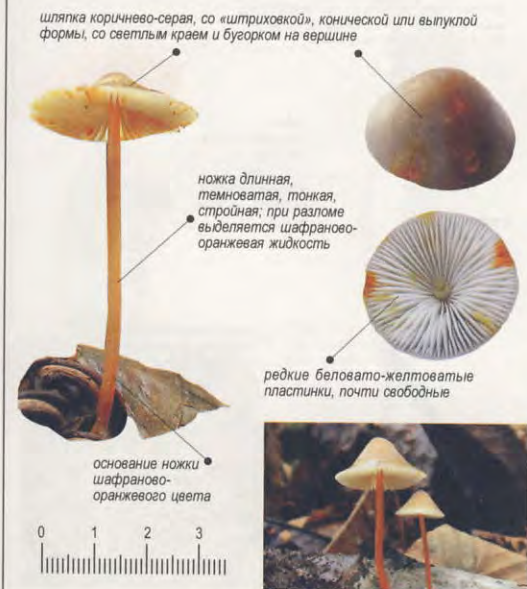 шляпка коричнево-серая, со «штриховкой», конической или выпуклой
формы, со светлым краем и бугорком на вершине
ножка длинная,
темноватая, тонкая,
стройная; при разломе
выделяется шафраново-
оранжевая жидкость
редкие беловато-желтоватые
пластинки, почти свободные
основание ножки
шафраново-
оранжевого цвета
0 1 2 3